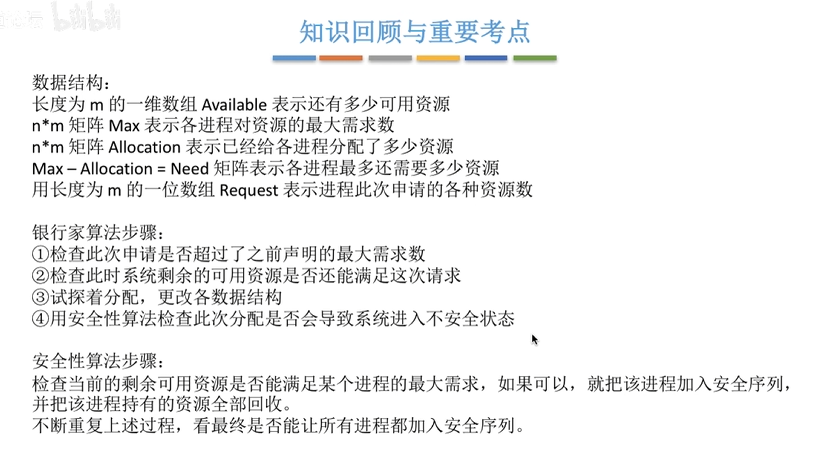 bilibili
知识回顾与重要考点
数据结构：
长度为 m 的一维数组 Available 表示还有多少可用资源
n*m 矩阵 Max 表示各进程对资源的最大需求数
n*m 矩阵 Allocation 表示已经给各进程分配了多少资源
Max – Allocation = Need 矩阵表示各进程最多还需要多少资源
用长度为 m 的一位数组 Request 表示进程此次申请的各种资源数
银行家算法步骤：
①检查此次申请是否超过了之前声明的最大需求数
②检查此时系统剩余的可用资源是否还能满足这次请求
③试探着分配，更改各数据结构
④用安全性算法检查此次分配是否会导致系统进入不安全状态
安全性算法步骤：
检查当前的剩余可用资源是否能满足某个进程的最大需求，如果可以，就把该进程加入安全序列，
并把该进程持有的资源全部回收。
不断重复上述过程，看最终是否能让所有进程都加入安全序列。